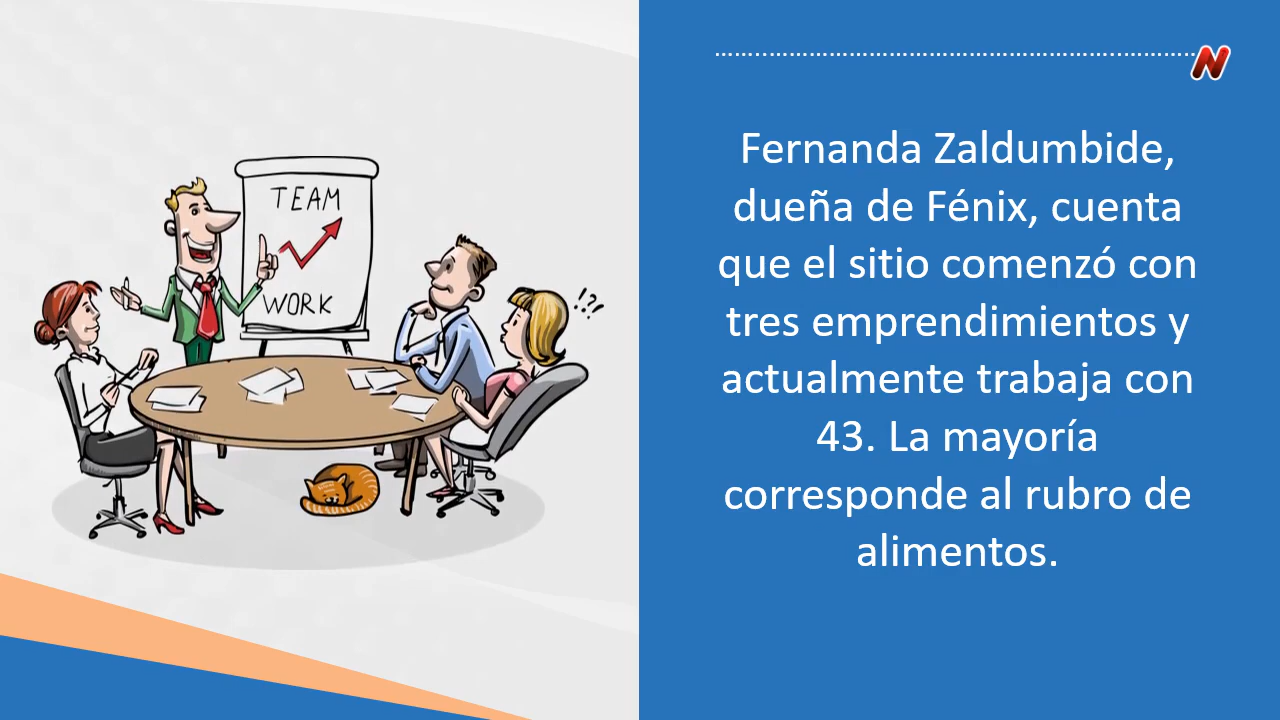 TEAM
WORK
!?/
N
Fernanda Zaldumbide,
dueña de Fénix, cuenta
que el sitio comenzó con
tres emprendimientos y
actualmente trabaja con
43. La mayoría
corresponde al rubro de
alimentos.